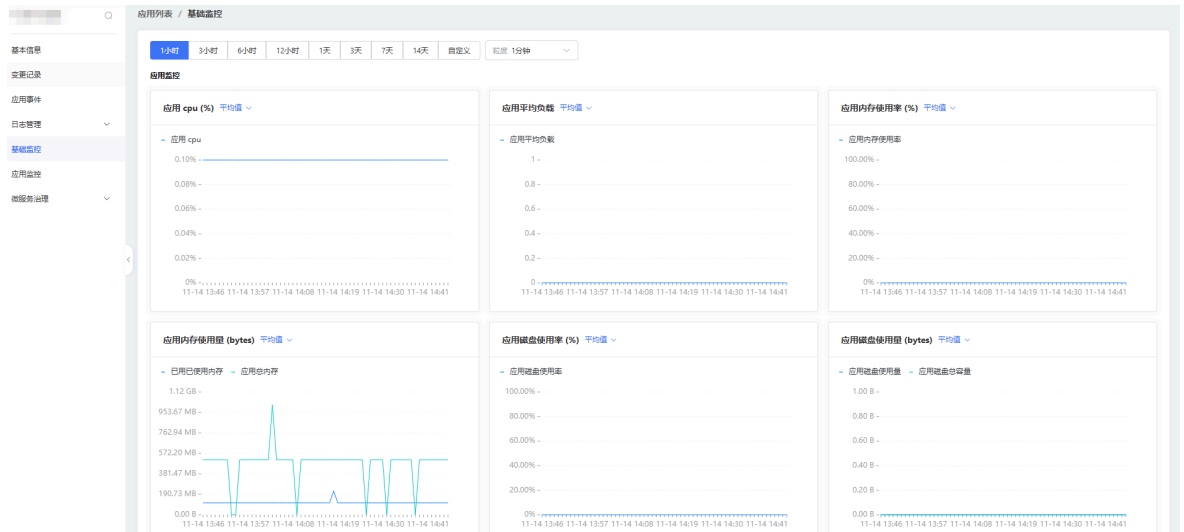 应用列表 / 基础监控
基本信息
变更记录
应用事件
日志管理
基础监控
应用监控
微服务治理
1小时 3小时 6小时 12小时 1天 3天 7天 14天 自定义 粒度 1分钟
应用监控
应用 cpu (%) 平均值
应用 cpu
0.10%
0.08%
0.06%
0.04%
0.02%
0%
11-14 13:46 11-14 13:57 11-14 14:08 11-14 14:19 11-14 14:30 11-14 14:41
应用平均负载 平均值
应用平均负载
1
0.8
0.6
0.4
0.2
0
11-14 13:46 11-14 13:57 11-14 14:08 11-14 14:19 11-14 14:30 11-14 14:41
应用内存使用率 (%) 平均值
应用内存使用率
100.00%
80.00%
60.00%
40.00%
20.00%
0%
11-14 13:46 11-14 13:57 11-14 14:08 11-14 14:19 11-14 14:30 11-14 14:41
应用内存使用量 (bytes) 平均值
已用已使用内存 应用总内存
1.12 GB
953.67 MB
762.94 MB
572.20 MB
381.47 MB
190.73 MB
0.00 B
11-14 13:46 11-14 13:57 11-14 14:08 11-14 14:19 11-14 14:30 11-14 14:41
应用磁盘使用率 (%) 平均值
应用磁盘使用率
100.00%
80.00%
60.00%
40.00%
20.00%
0%
11-14 13:46 11-14 13:57 11-14 14:08 11-14 14:19 11-14 14:30 11-14 14:41
应用磁盘使用量 (bytes) 平均值
应用磁盘使用量 应用磁盘总容量
1.00 B
0.80 B
0.60 B
0.40 B
0.20 B
0.00 B
11-14 13:46 11-14 13:57 11-14 14:08 11-14 14:19 11-14 14:30 11-14 14:41